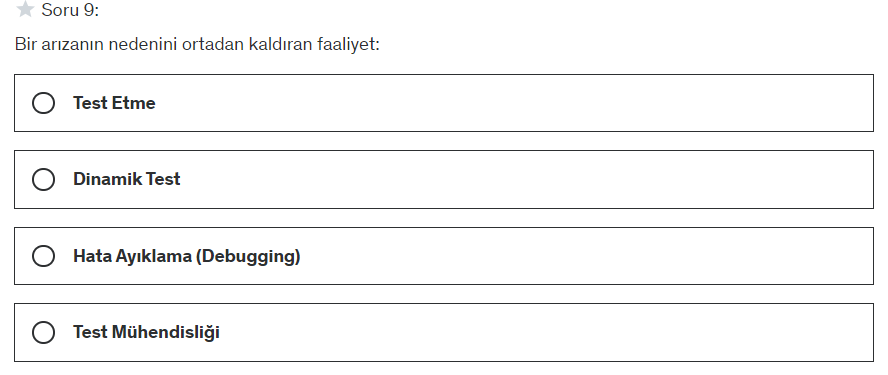 Soru 9:
Bir arızanın nedenini ortadan kaldıran faaliyet:
Test Etme
Dinamik Test
Hata Ayıklama (Debugging)
Test Mühendisliği